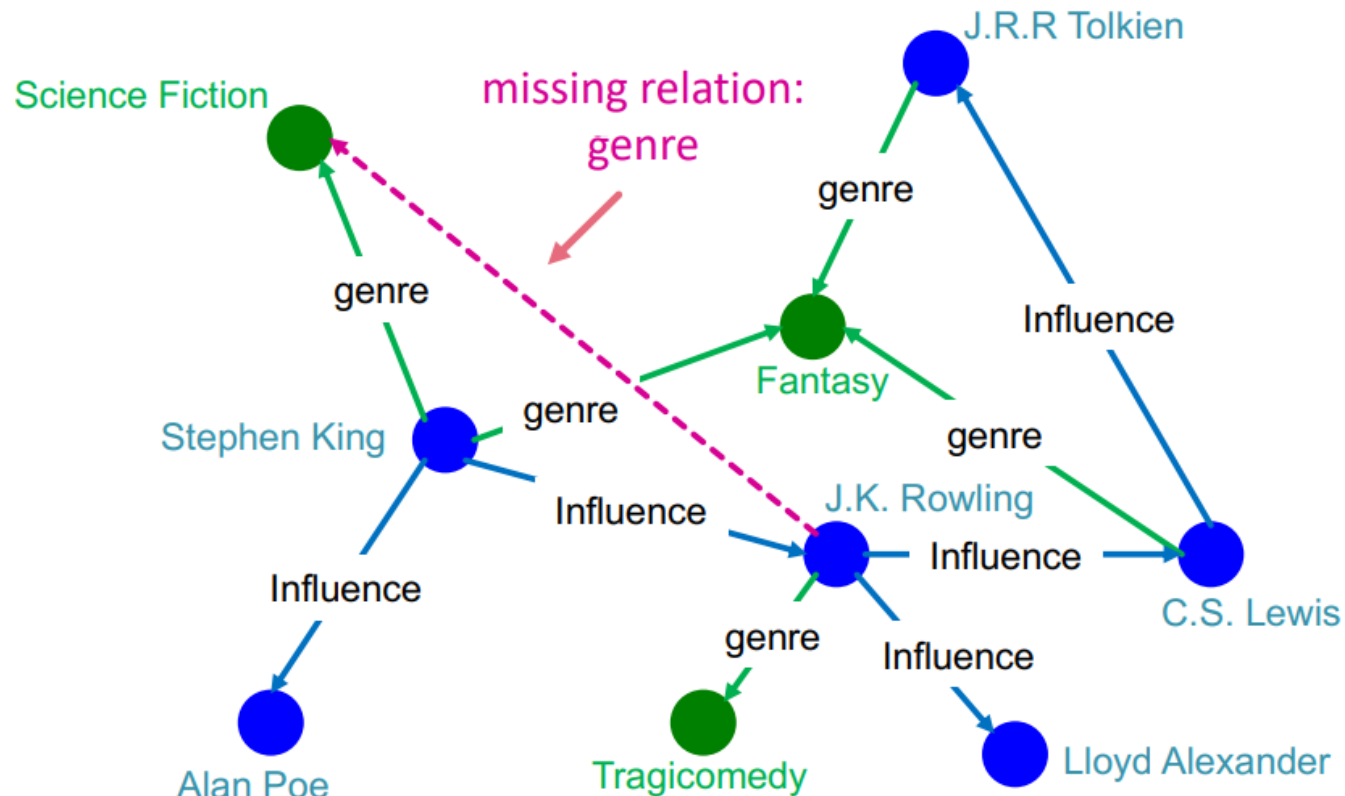 J.R.R Tolkien
Science Fiction
missing relation:
genre
genre
genre
Influence
Fantasy
genre
Stephen King
genre
J.K. Rowling
Influence
Influence
Influence
C.S. Lewis
genre
Influence
Alan Poe
Tragicomedy
Lloyd Alexander